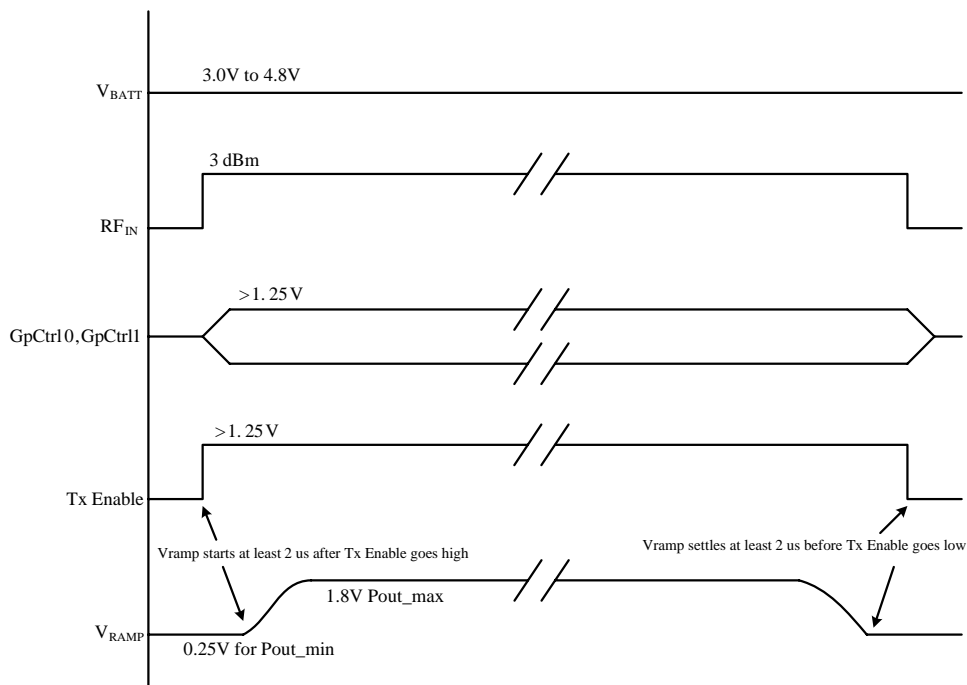 3.0V to 4.8V
VBATT
3 dBm
RFIN
>1.25V
GpCtrl0,GpCtrl1
>1.25V
Tx Enable
Vramp starts at least 2 us after Tx Enable goes high
Vramp settles at least 2 us before Tx Enable goes low
1.8V Pout_max
VRAMP
0.25V for Pout_min